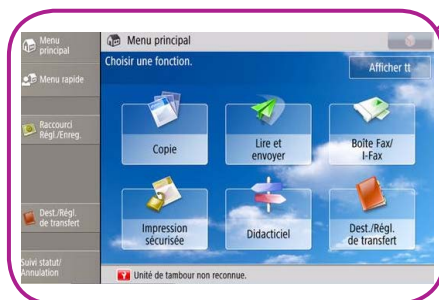 Menu
principal
Menu rapide
Raccourci
Régl./Enreg.
Dest./Régl.
de transfert
Suivi statut/
Annulation
Menu principal
Choisir une fonction.
Afficher tt
Copie
Lire et
envoyer
Boîte Fax/
I-Fax
Impression
sécurisée
Didacticiel
Dest./Régl.
de transfert
Unité de tambour non reconnue.